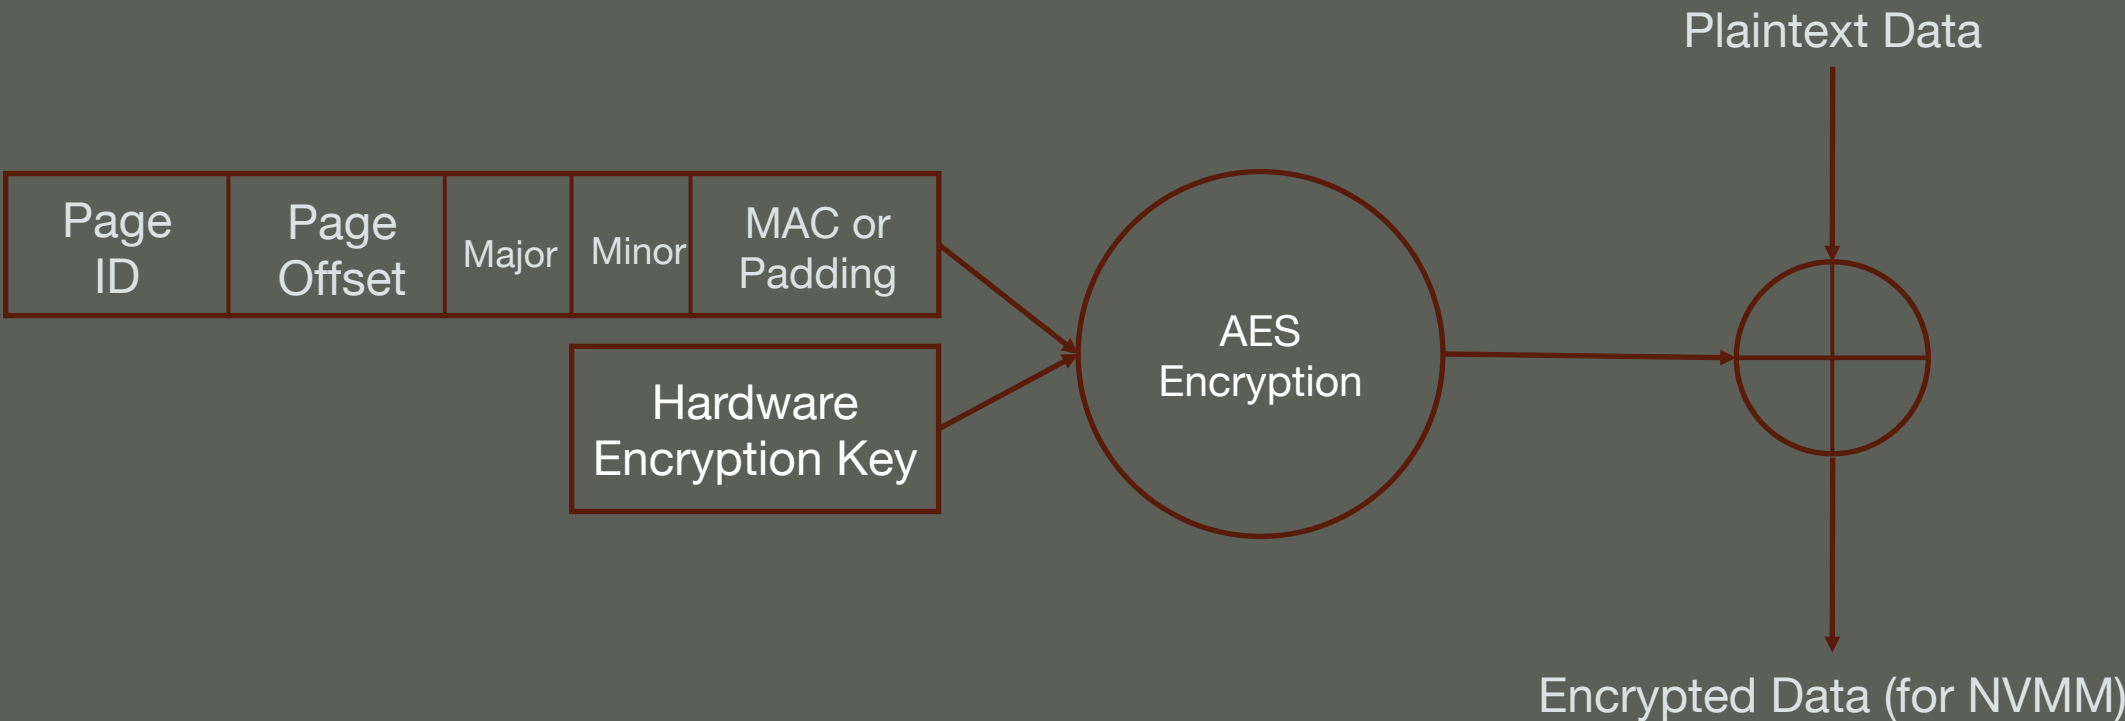 Plaintext Data
Page
ID
Page
Offset
Major
Minor
MAC or
Padding
Hardware
Encryption Key
AES
Encryption
Encrypted Data (for NVMM)